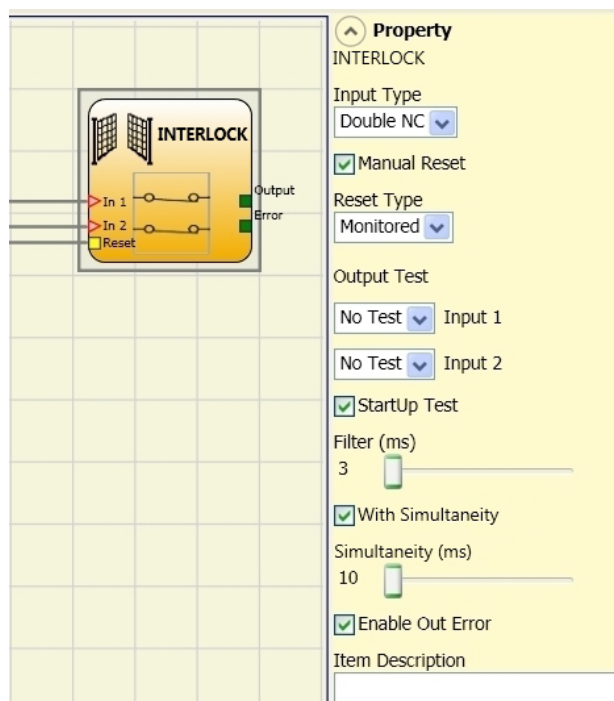 INTERLOCK
In 1
In 2
Reset
Output
Error
Property
INTERLOCK
Input Type
Double NC
Manual Reset
Reset Type
Monitored
Output Test
No Test Input 1
No Test Input 2
StartUp Test
Filter (ms)
3
With Simultaneity
Simultaneity (ms)
10
Enable Out Error
Item Description